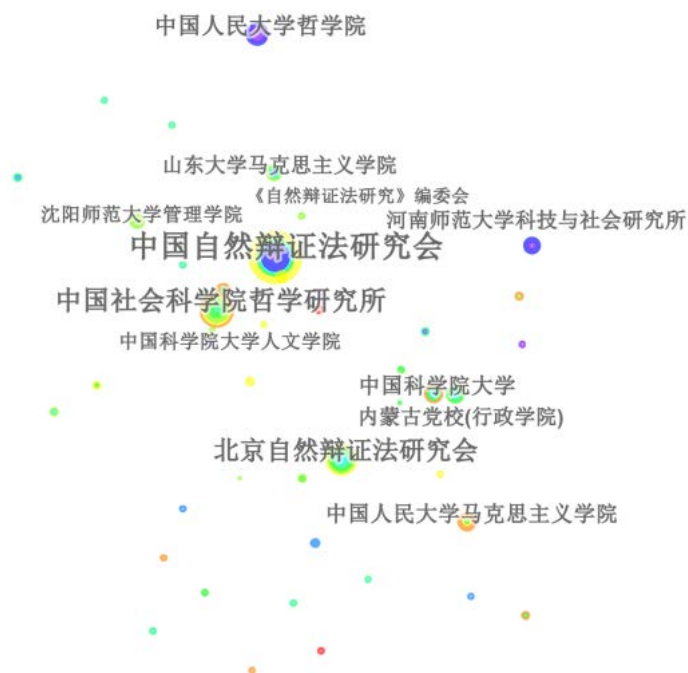 中国人民大学哲学院
山东大学马克思主义学院
《自然辩证法研究》编委会
沈阳师范大学管理学院
河南师范大学科技与社会研究所
中国自然辩证法研究会
中国社会科学院哲学研究所
中国科学院大学人文学院
中国科学院大学
内蒙古党校(行政学院)
北京自然辩证法研究会
中国人民大学马克思主义学院